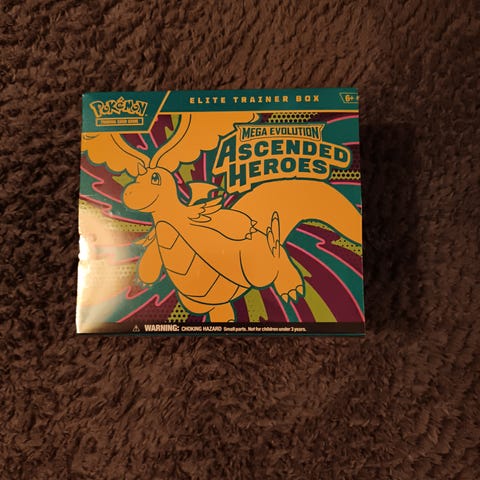 POKéMON
TRADING CARD GAME
ELITE TRAINER BOX
6+
MEGA EVOLUTION
ASCENDED
HEROES
WARNING: CHOKING HAZARD Small parts. Not for children under 3 years.